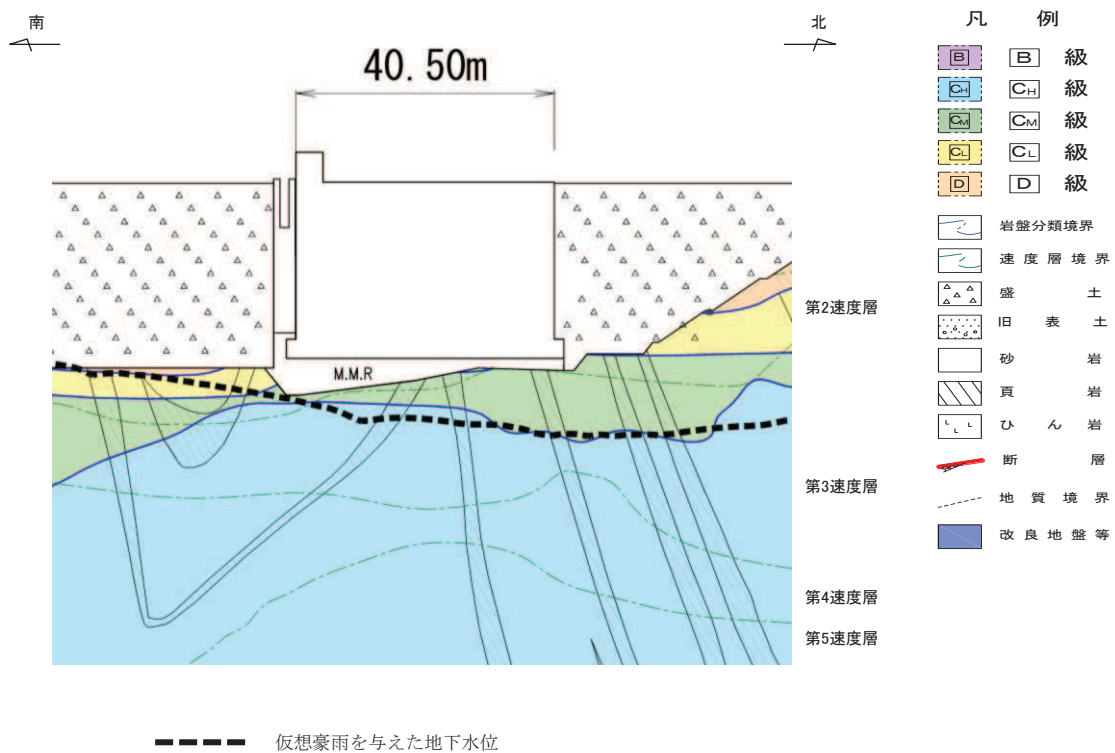 南
北
40.50m
M.M.R
第2速度層
第3速度層
第4速度層
第5速度層
仮想豪雨を与えた地下水位
凡 例
B B 級
CH CH 級
CM CM 級
CL CL 級
D D 級
岩盤分類境界
速度層境界
盛土
旧表土
砂岩
頁岩
ひん岩
断層
地質境界
改良地盤等